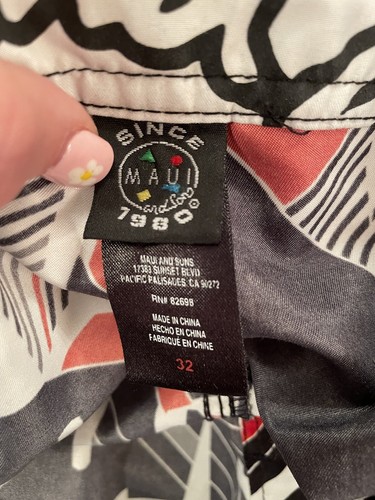 SINCE
MAUI
and Sons
©
1980
MAUI AND SONS
17383 SUNSET BLVD
PACIFIC PALISADES, CA 90272
RN# 82698
MADE IN CHINA
HECHO EN CHINA
FABRIQUÉ EN CHINE
32